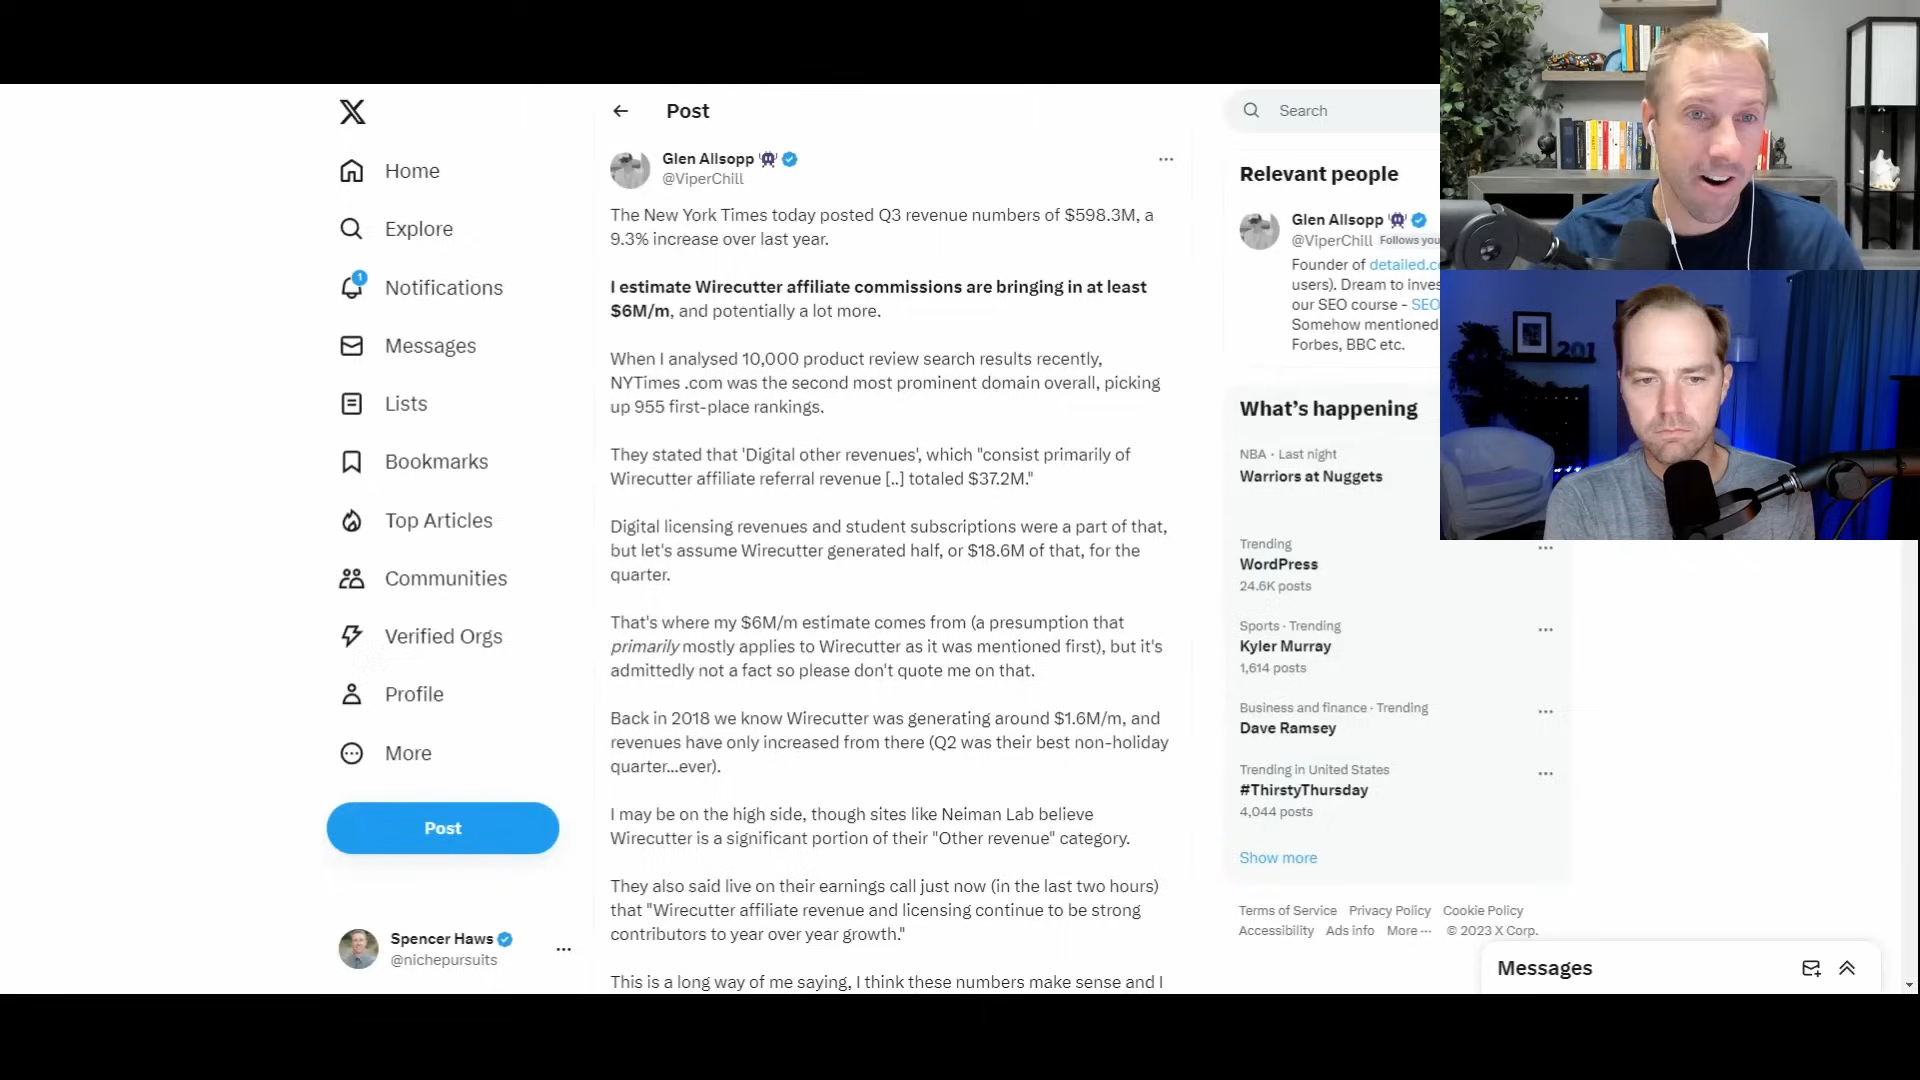 Home
Explore
1
Notifications
Messages
Lists
Bookmarks
Top Articles
Communities
Verified Orgs
Profile
More
Post
Spencer Haws
@nichepursuits
Post
Glen Allsopp
@ViperChill
The New York Times today posted Q3 revenue numbers of $598.3M, a
9.3% increase over last year.
I estimate Wirecutter affiliate commissions are bringing in at least
$6M/m, and potentially a lot more.
When I analysed 10,000 product review search results recently,
NYTimes .com was the second most prominent domain overall, picking
up 955 first-place rankings.
They stated that 'Digital other revenues', which "consist primarily of
Wirecutter affiliate referral revenue [..] totaled $37.2M."
Digital licensing revenues and student subscriptions were a part of that,
but let's assume Wirecutter generated half, or $18.6M of that, for the
quarter.
That's where my $6M/m estimate comes from (a presumption that
primarily mostly applies to Wirecutter as it was mentioned first), but it's
admittedly not a fact so please don't quote me on that.
Back in 2018 we know Wirecutter was generating around $1.6M/m, and
revenues have only increased from there (Q2 was their best non-holiday
quarter...ever).
I may be on the high side, though sites like Neiman Lab believe
Wirecutter is a significant portion of their "Other revenue" category.
They also said live on their earnings call just now (in the last two hours)
that "Wirecutter affiliate revenue and licensing continue to be strong
contributors to year over year growth."
This is a long way of me saying, I think these numbers make sense and I
Search
Relevant people
Glen Allsopp
@ViperChill Follows you
Founder of detailed.c
users). Dream to inves
our SEO course - SEO
Somehow mentioned
Forbes, BBC etc.
What's happening
NBA · Last night
Warriors at Nuggets
Trending
WordPress
24.6K posts
Sports · Trending
Kyler Murray
1,614 posts
Business and finance · Trending
Dave Ramsey
Trending in United States
#ThirstyThursday
4,044 posts
Show more
Terms of Service Privacy Policy Cookie Policy
Accessibility Ads info More ··· © 2023 X Corp.
Messages
201